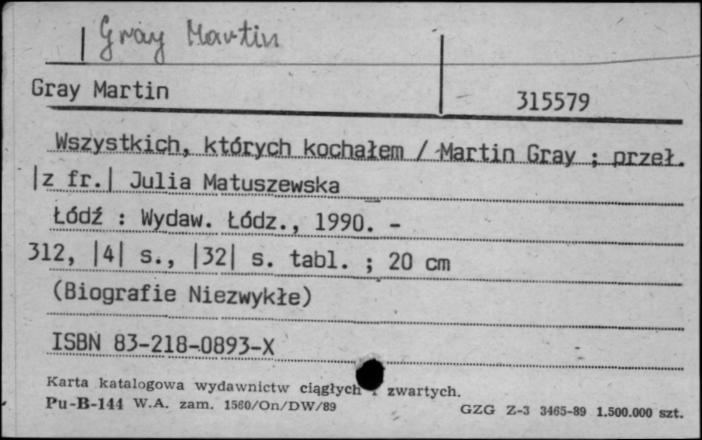 Gray Martin
Gray Martin 315579
Wszystkich, których kochałem / Martin Gray ; przeł.
|z fr.| Julia Matuszewska
Łódź : Wydaw. Łódz., 1990. -
312, |4| s., |32| s. tabl. ; 20 cm
(Biografie Niezwykłe)
ISBN 83-218-0893-X
Karta katalogowa wydawnictw ciągłych i zwartych.
Pu-B-144 W.A. zam. 1560/On/DW/89 GZG Z-3 3465-89 1.500.000 szt.